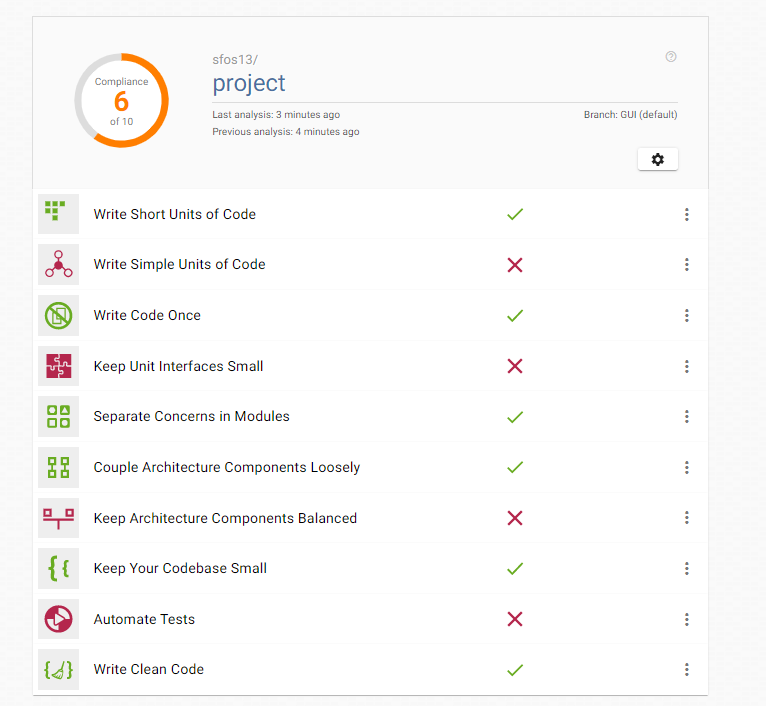 Compliance
6
of 10
sfos13/
project
Last analysis: 3 minutes ago
Branch: GUI (default)
Previous analysis: 4 minutes ago
Write Short Units of Code
Write Simple Units of Code
Write Code Once
Keep Unit Interfaces Small
Separate Concerns in Modules
Couple Architecture Components Loosely
Keep Architecture Components Balanced
Keep Your Codebase Small
Automate Tests
Write Clean Code